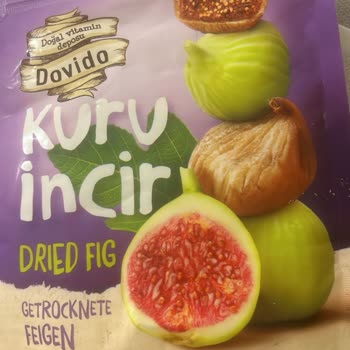 Doğal vitamin
deposu
Dovido
KURU
incir
DRIED FIG
GETROCKNETE
FEIGEN